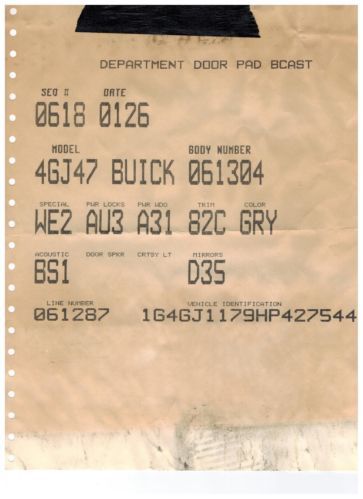 DEPARTMENT DOOR PAD BCAST
SEQ # DATE
0618 0126
MODEL BODY NUMBER
4GJ47 BUICK 061304
SPECIAL PWR LOCKS PWR WDO TRIM COLOR
WE2 AU3 A31 82C GRY
ACOUSTIC DOOR SPKR CRTSY LT MIRRORS
BS1 D35
LINE NUMBER VEHICLE IDENTIFICATION
061287 1G4GJ1179HP427544